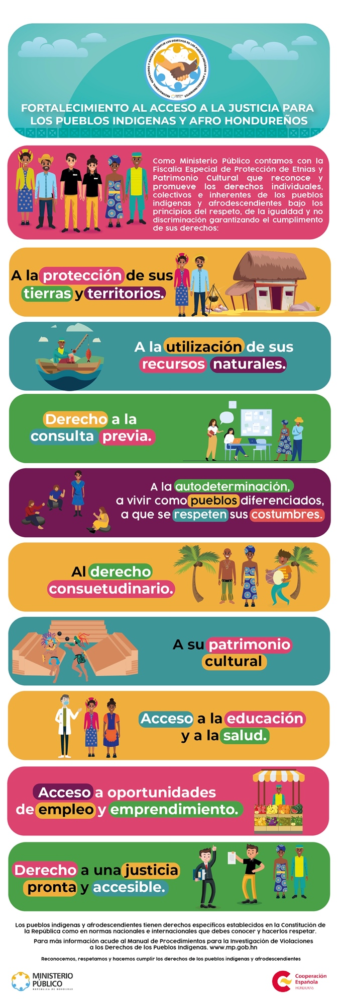 RECONOCEMOS, RESPETAMOS Y HACEMOS CUMPLIR LOS DERECHOS DE LOS PUEBLOS INDÍGENAS Y AFRODESCIENDIENTES
MINISTERIO
PÚBLICO
FORTALECIMIENTO AL ACCESO A LA JUSTICIA PARA
LOS PUEBLOS INDIGENAS Y AFRO HONDUREÑOS
Como Ministerio Público contamos con la
Fiscalía Especial de Protección de Etnias y
Patrimonio Cultural que reconoce y
promueve los derechos individuales,
colectivos e inherentes de los pueblos
indígenas y afrodescendientes bajo los
principios del respeto, de la igualdad y no
discriminación garantizando el cumplimento
de sus derechos:
A la protección de sus
tierras y territorios.
A la utilización de sus
recursos naturales.
Derecho a la
consulta previa.
A la autodeterminación,
a vivir como pueblos diferenciados,
a que se respeten sus costumbres.
Al derecho
consuetudinario.
A su patrimonio
cultural
Acceso a la educación
y a la salud.
Acceso a oportunidades
de empleo y emprendimiento.
Derecho a una justicia
pronta y accesible.
Los pueblos indígenas y afrodescendientes tienen derechos específicos establecidos en la Constitución de
la República como en normas nacionales e internacionales que debes conocer y hacerlos respetar.
Para más información acude al Manual de Procedimientos para la Investigación de Violaciones
a los Derechos de los Pueblos Indígenas. www.mp.gob.hn
Reconocemos, respetamos y hacemos cumplir los derechos de los pueblos indígenas y afrodescendientes
MINISTERIO
PÚBLICO
REPÚBLICA DE HONDURAS
Cooperación
Española
HONDURAS